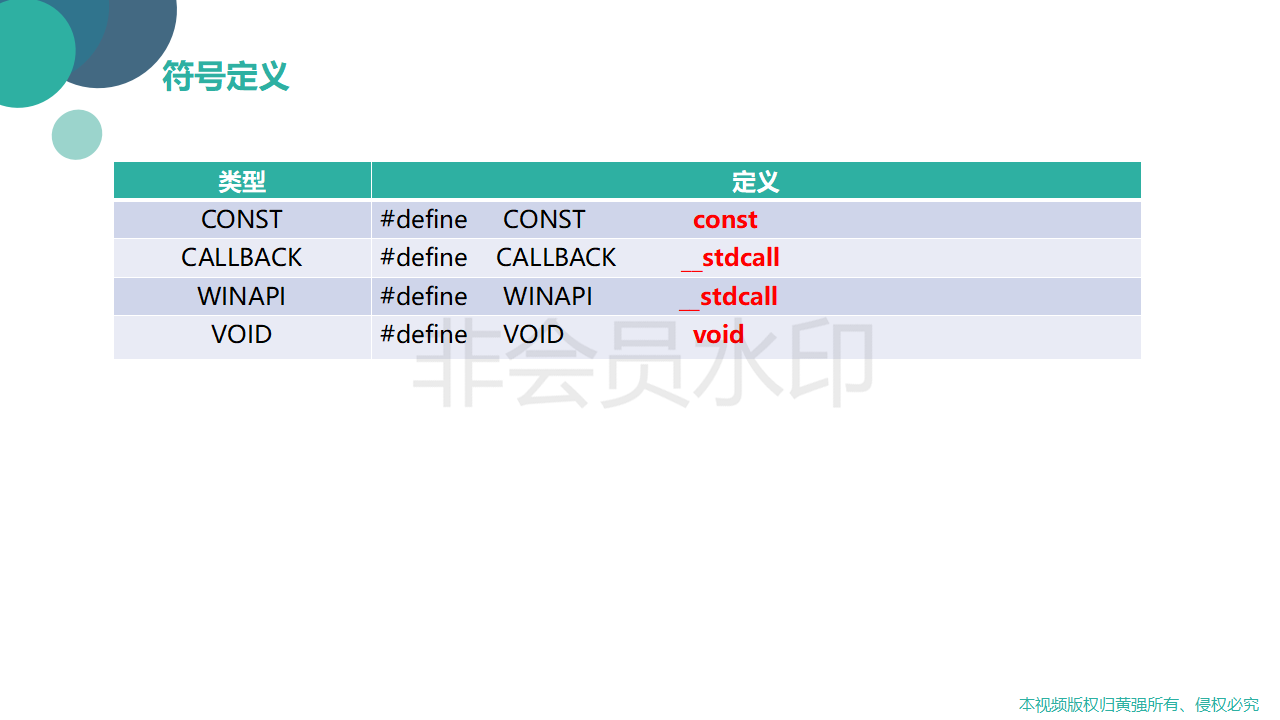 符号定义
类型 定义
CONST #define CONST const
CALLBACK #define CALLBACK __stdcall
WINAPI #define WINAPI __stdcall
VOID #define VOID void
非会员水印
本视频版权归黄强所有、侵权必究